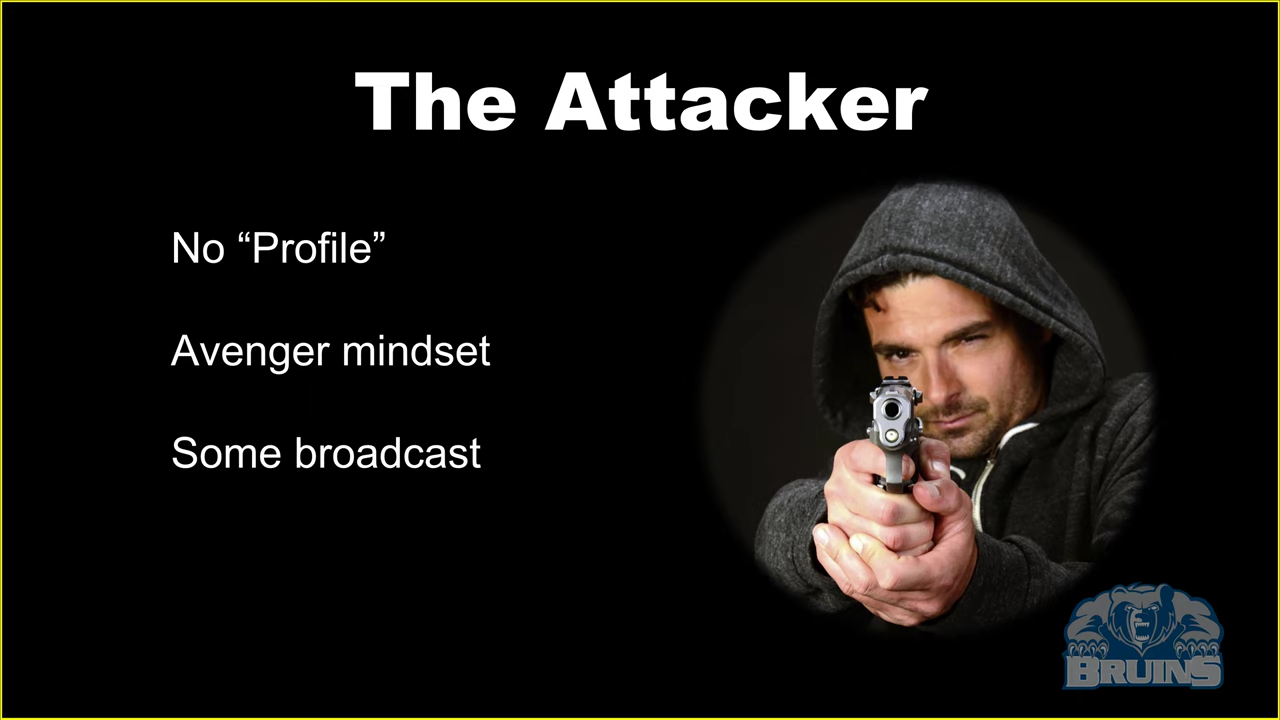 The Attacker
No “Profile”
Avenger mindset
Some broadcast
BRUINS